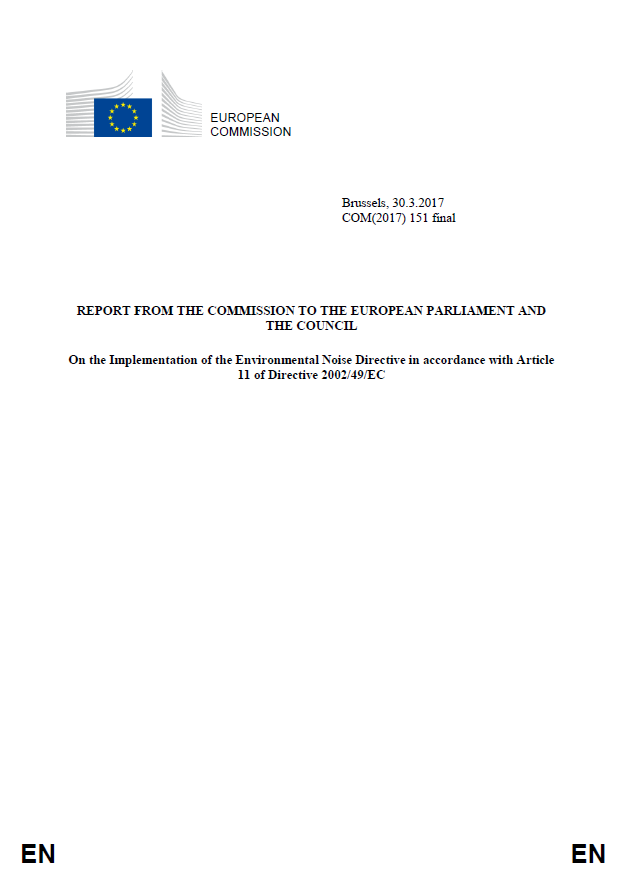 EUROPEAN
COMMISSION
Brussels, 30.3.2017
COM(2017) 151 final
REPORT FROM THE COMMISSION TO THE EUROPEAN PARLIAMENT AND
THE COUNCIL
On the Implementation of the Environmental Noise Directive in accordance with Article
11 of Directive 2002/49/EC
EN EN